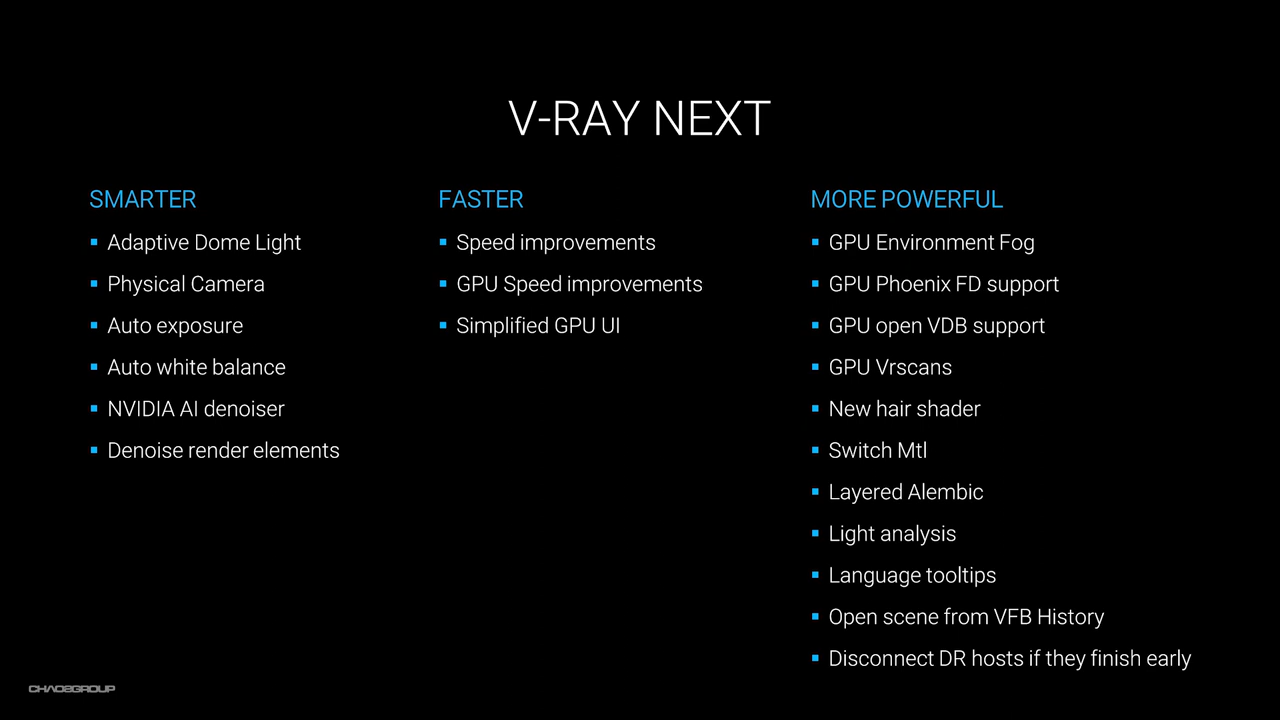 V-RAY NEXT
SMARTER
Adaptive Dome Light
Physical Camera
Auto exposure
Auto white balance
NVIDIA AI denoiser
Denoise render elements
FASTER
Speed improvements
GPU Speed improvements
Simplified GPU UI
MORE POWERFUL
GPU Environment Fog
GPU Phoenix FD support
GPU open VDB support
GPU Vrscans
New hair shader
Switch Mtl
Layered Alembic
Light analysis
Language tooltips
Open scene from VFB History
Disconnect DR hosts if they finish early
CHAOSGROUP